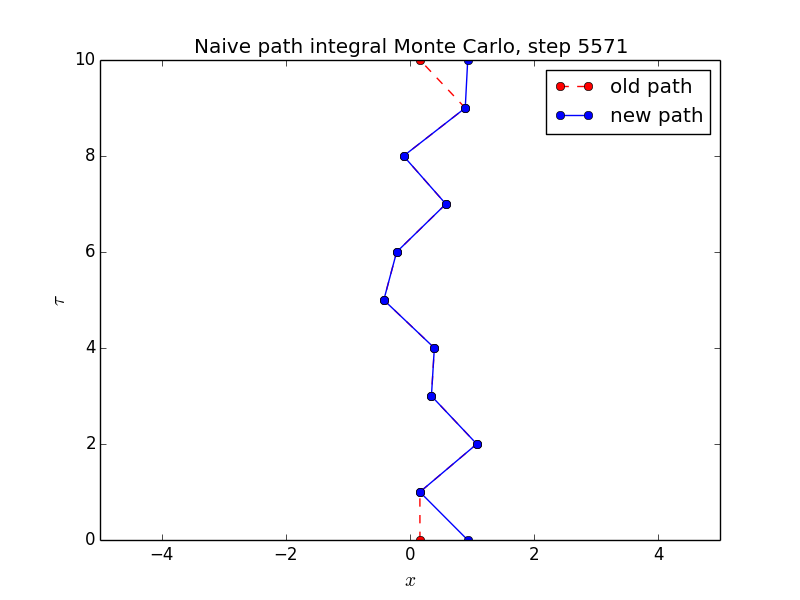 Naive path integral Monte Carlo, step 5571
old path
new path
10
8
6
4
2
0
τ
−4
−2
0
2
4
x